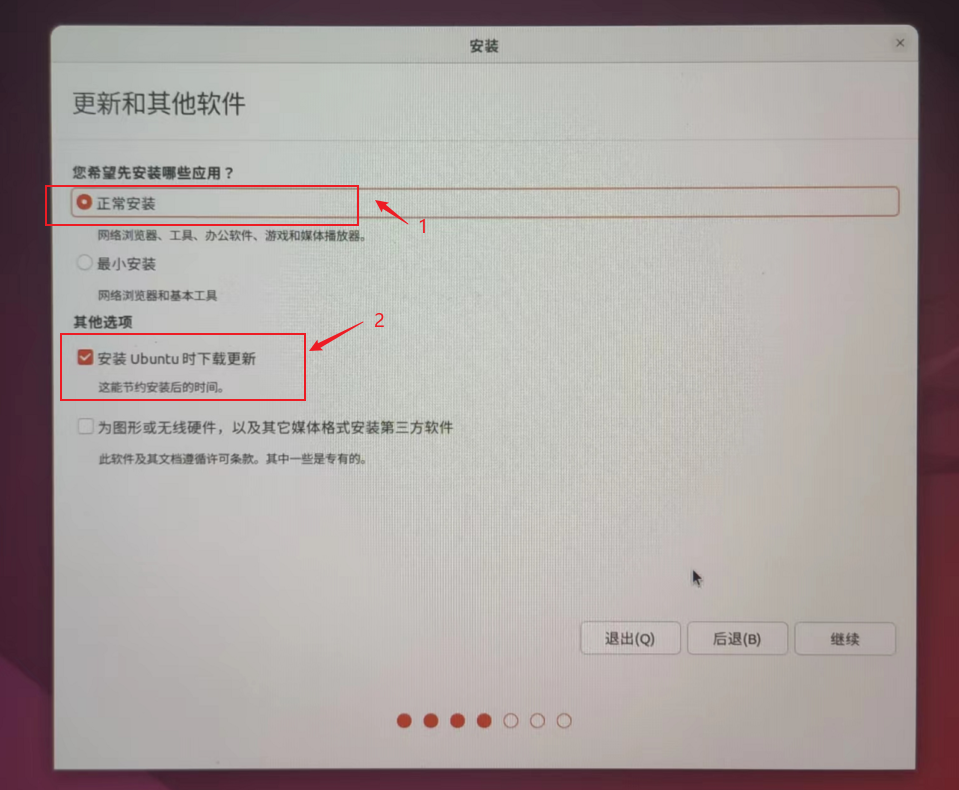 安装
更新和其他软件
您希望先安装哪些应用？
正常安装
1
网络浏览器、工具、办公软件、游戏和媒体播放器。
最小安装
网络浏览器和基本工具
其他选项
2
安装 Ubuntu 时下载更新
这能节约安装后的时间。
为图形或无线硬件，以及其它媒体格式安装第三方软件
此软件及其文档遵循许可条款。其中一些是专有的。
退出(Q)
后退(B)
继续